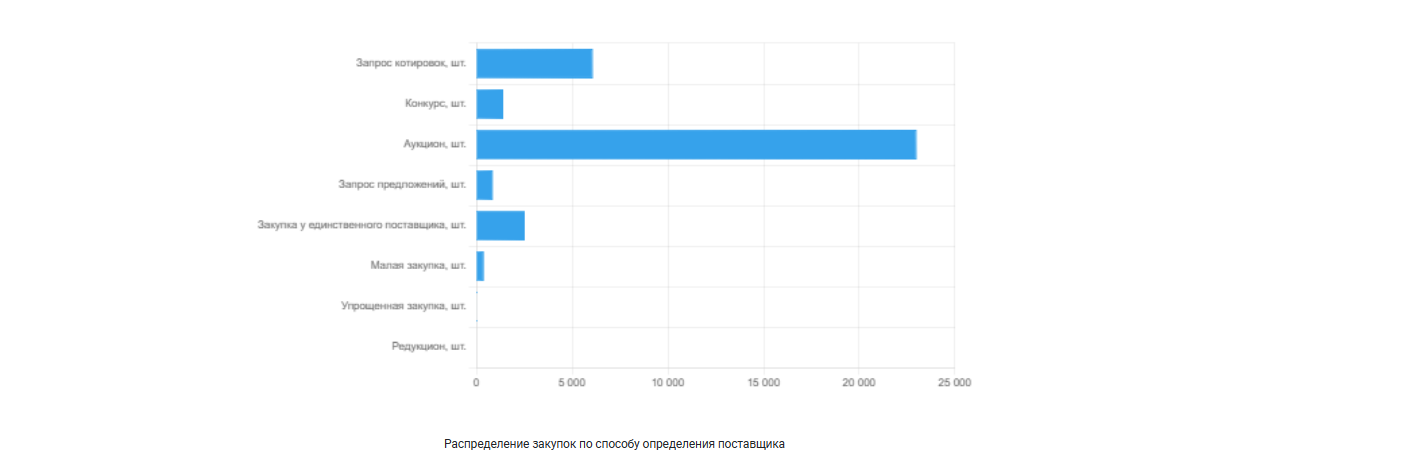 Запрос котировок, шт.
Конкурс, шт.
Аукцион, шт.
Запрос предложений, шт.
Закупка у единственного поставщика, шт.
Малая закупка, шт.
Упрощенная закупка, шт.
Редукцион, шт.
0 5 000 10 000 15 000 20 000 25 000
Распределение закупок по способу определения поставщика